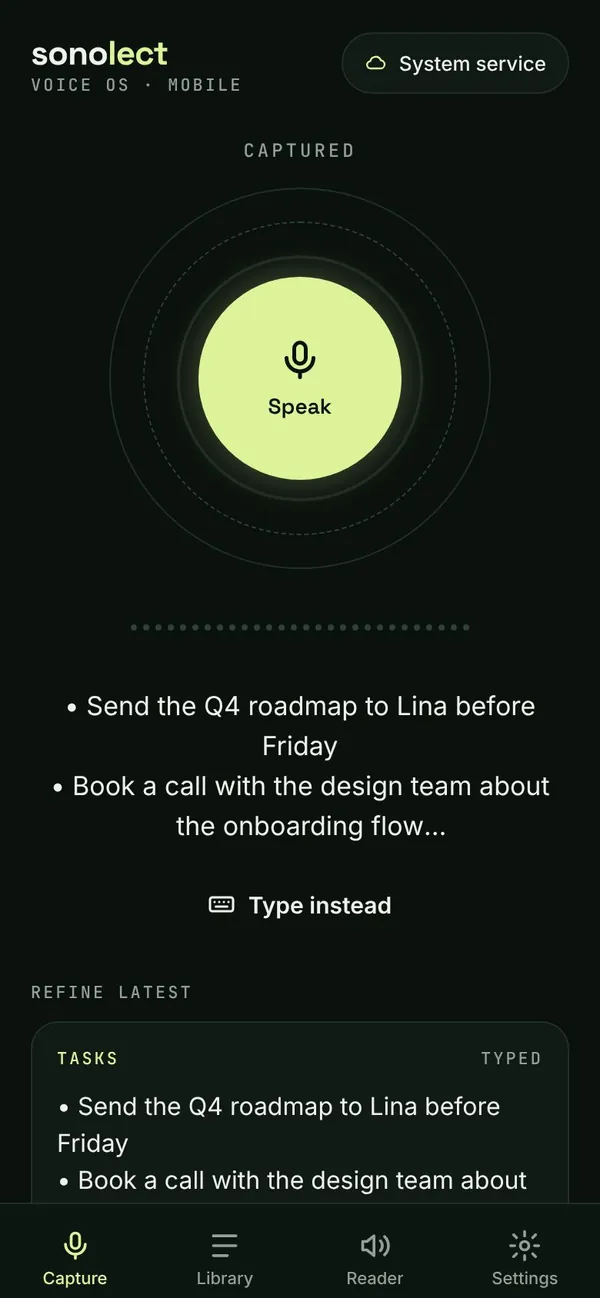 sonolect
VOICE OS · MOBILE
System service
CAPTURED
Speak
• Send the Q4 roadmap to Lina before
Friday
• Book a call with the design team about
the onboarding flow...
Type instead
REFINE LATEST
TASKS
TYPED
• Send the Q4 roadmap to Lina before
Friday
• Book a call with the design team about
Capture
Library
Reader
Settings